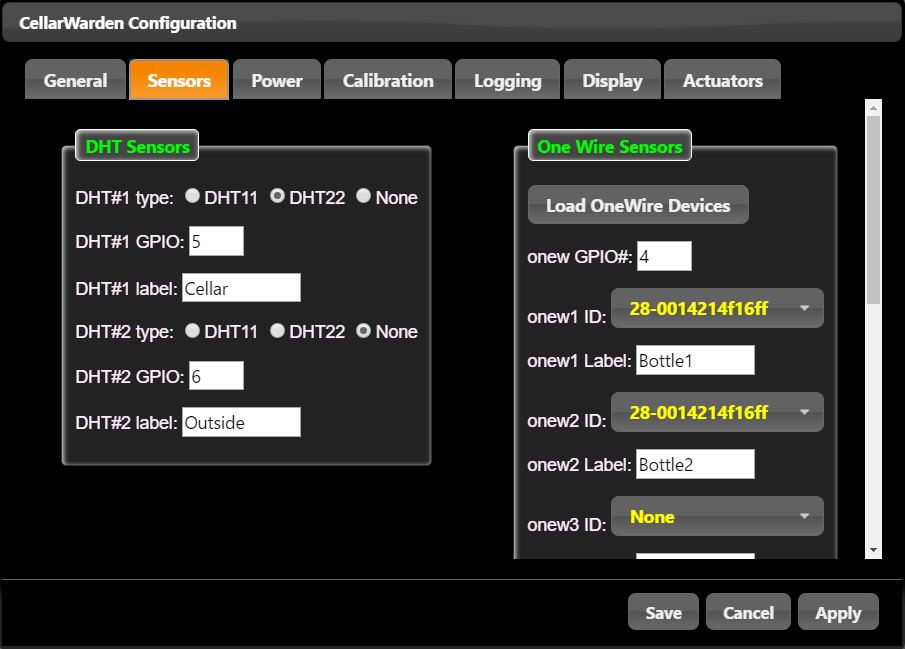 CellarWarden Configuration
General Sensors Power Calibration Logging Display Actuators
DHT Sensors
DHT#1 type: DHT11 DHT22 None
DHT#1 GPIO: 5
DHT#1 label: Cellar
DHT#2 type: DHT11 DHT22 None
DHT#2 GPIO: 6
DHT#2 label: Outside
One Wire Sensors
Load OneWire Devices
onew GPIO#: 4
onew1 ID: 28-0014214f16ff
onew1 Label: Bottle1
onew2 ID: 28-0014214f16ff
onew2 Label: Bottle2
onew3 ID: None
Save Cancel Apply